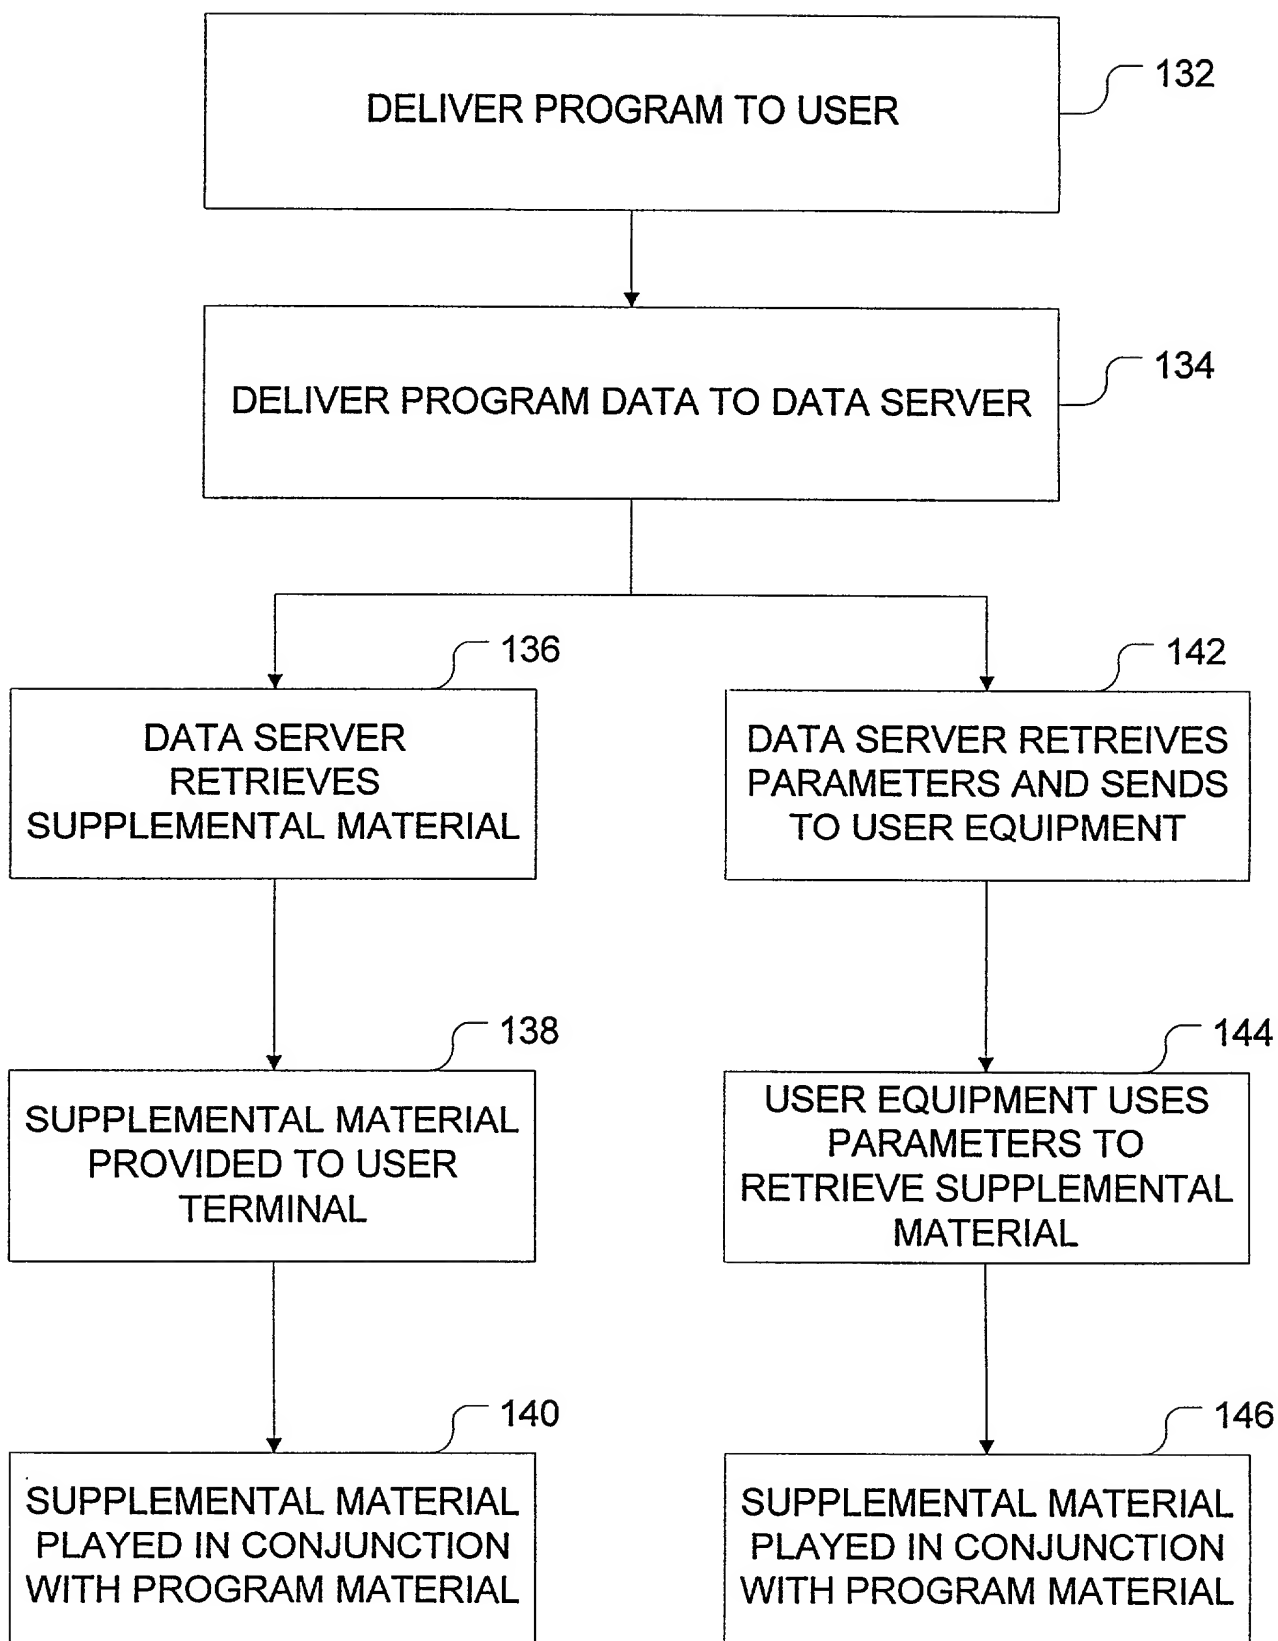 DELIVER PROGRAM TO USER
132
DELIVER PROGRAM DATA TO DATA SERVER
134
136
DATA SERVER
RETRIEVES
SUPPLEMENTAL MATERIAL
142
DATA SERVER RETREIVES
PARAMETERS AND SENDS
TO USER EQUIPMENT
138
SUPPLEMENTAL MATERIAL
PROVIDED TO USER
TERMINAL
144
USER EQUIPMENT USES
PARAMETERS TO
RETRIEVE SUPPLEMENTAL
MATERIAL
140
SUPPLEMENTAL MATERIAL
PLAYED IN CONJUNCTION
WITH PROGRAM MATERIAL
146
SUPPLEMENTAL MATERIAL
PLAYED IN CONJUNCTION
WITH PROGRAM MATERIAL